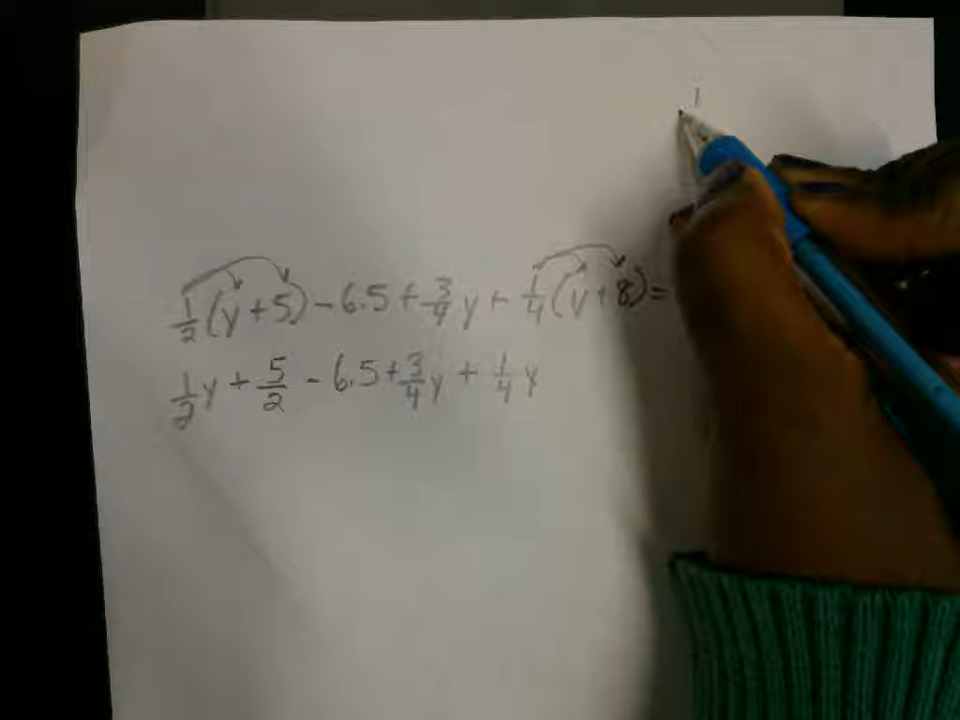 1
1/2(y+5) - 6.5 + 3/4 y + 1/4(y+8) =
1/2 y + 5/2 - 6.5 + 3/4 y + 1/4 y